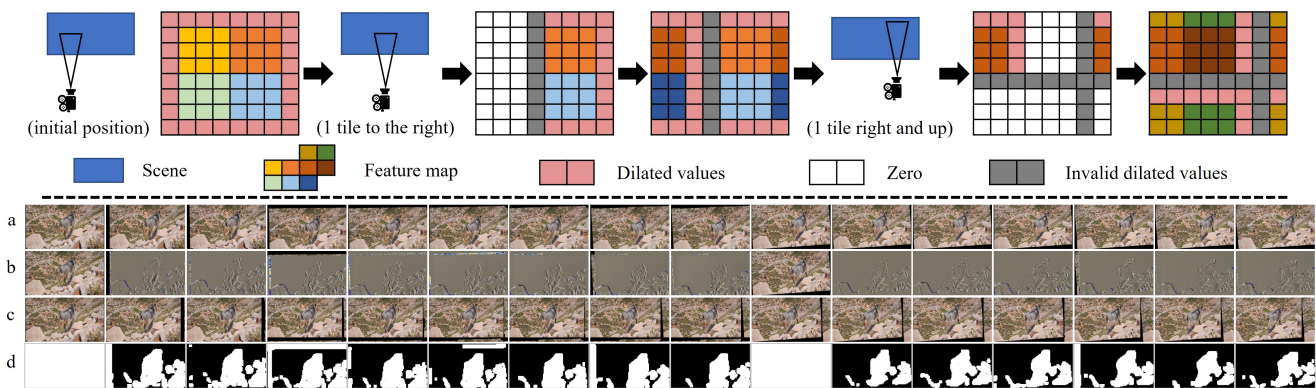 (initial position)
(1 tile to the right)
(1 tile right and up)
Scene
Feature map
Dilated values
Zero
Invalid dilated values
a
b
c
d